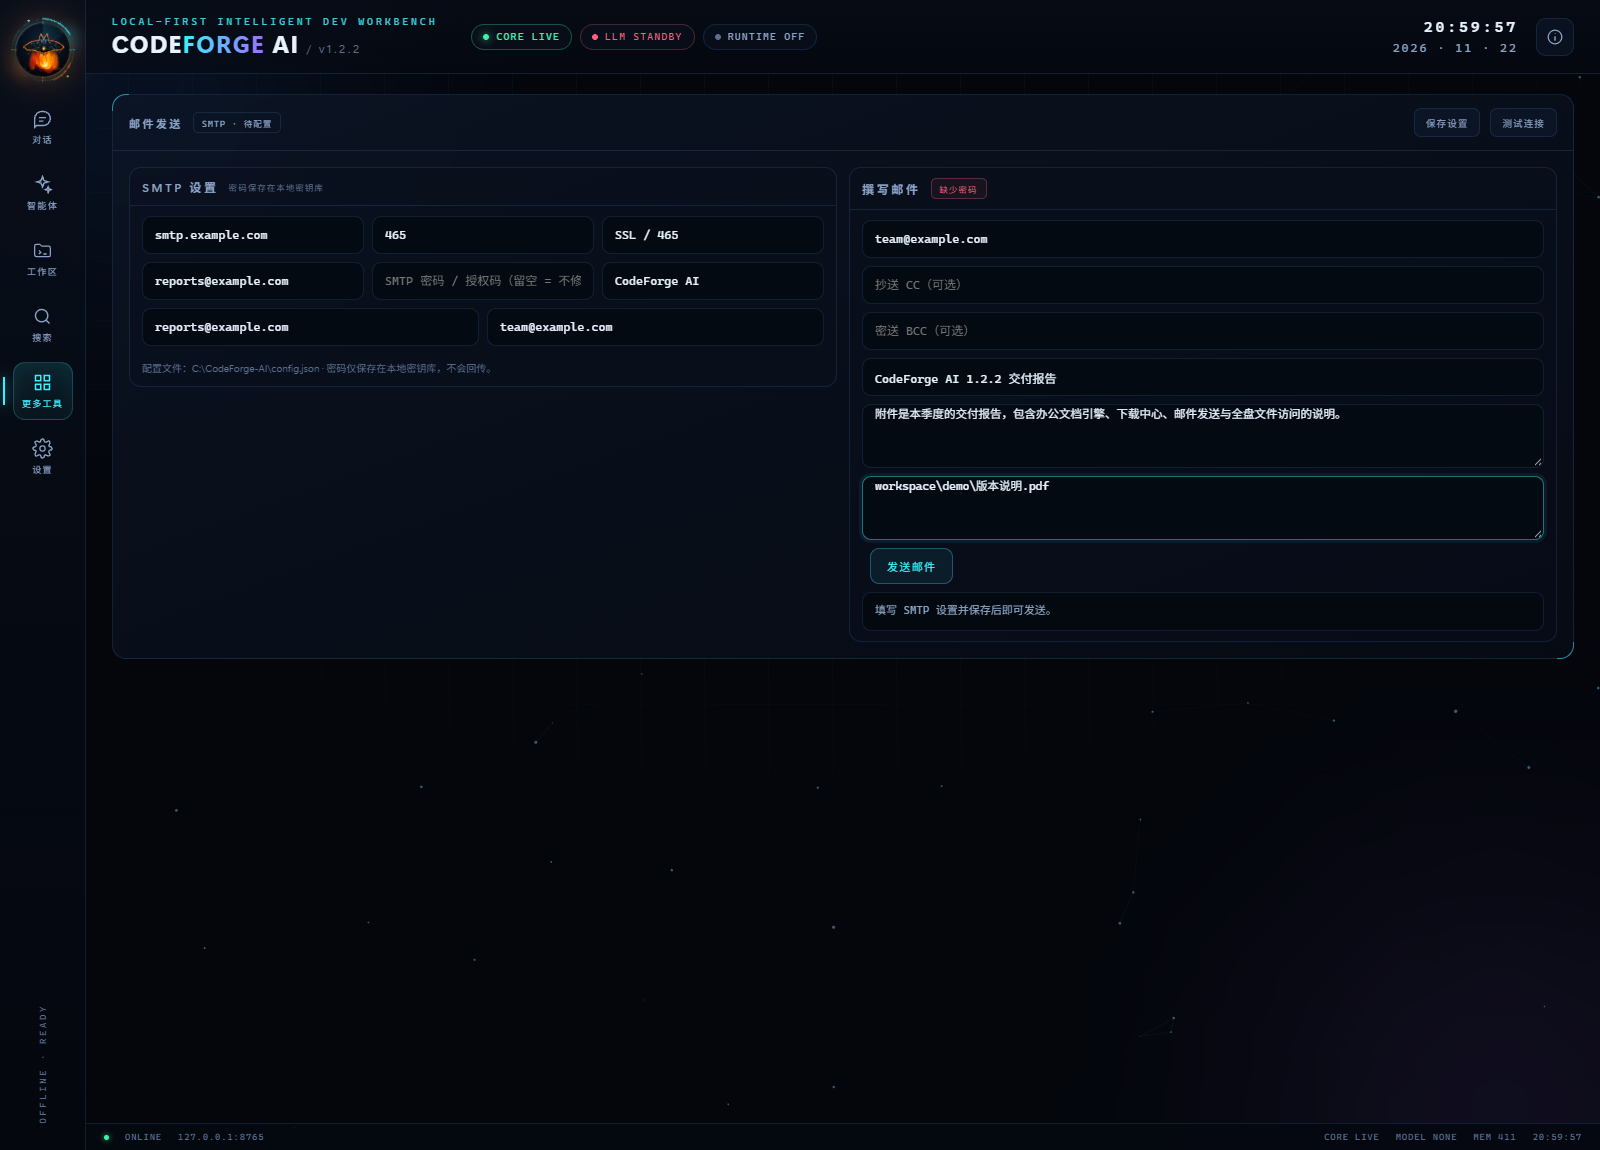 LOCAL-FIRST INTELLIGENT DEV WORKBENCH
CODEFORGE AI / v1.2.2
CORE LIVE
LLM STANDBY
RUNTIME OFF
20:59:57
2026 · 11 · 22
对话
智能体
工作区
搜索
更多工具
设置
OFFLINE · READY
邮件发送
SMTP · 待配置
保存设置
测试连接
SMTP 设置
密码保存在本地密钥库
smtp.example.com
465
SSL / 465
reports@example.com
SMTP 密码 / 授权码（留空 = 不修
CodeForge AI
reports@example.com
team@example.com
配置文件：C:\CodeForge-AI\config.json · 密码仅保存在本地密钥库，不会回传。
撰写邮件
缺少密码
team@example.com
抄送 CC（可选）
密送 BCC（可选）
CodeForge AI 1.2.2 交付报告
附件是本季度的交付报告，包含办公文档引擎、下载中心、邮件发送与全盘文件访问的说明。
workspace\demo\版本说明.pdf
发送邮件
填写 SMTP 设置并保存后即可发送。
ONLINE
127.0.0.1:8765
CORE LIVE
MODEL NONE
MEM 411
20:59:57